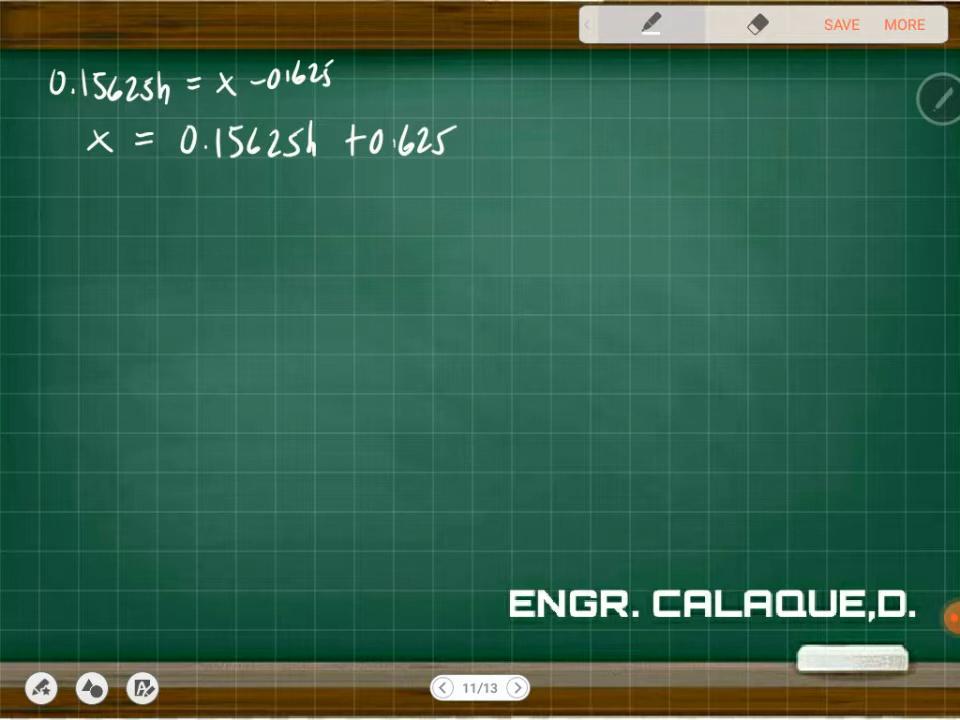 SAVE MORE
0.15625h = x - 0.625
x = 0.15625h + 0.625
ENGR. CALAQUE,D.
11/13